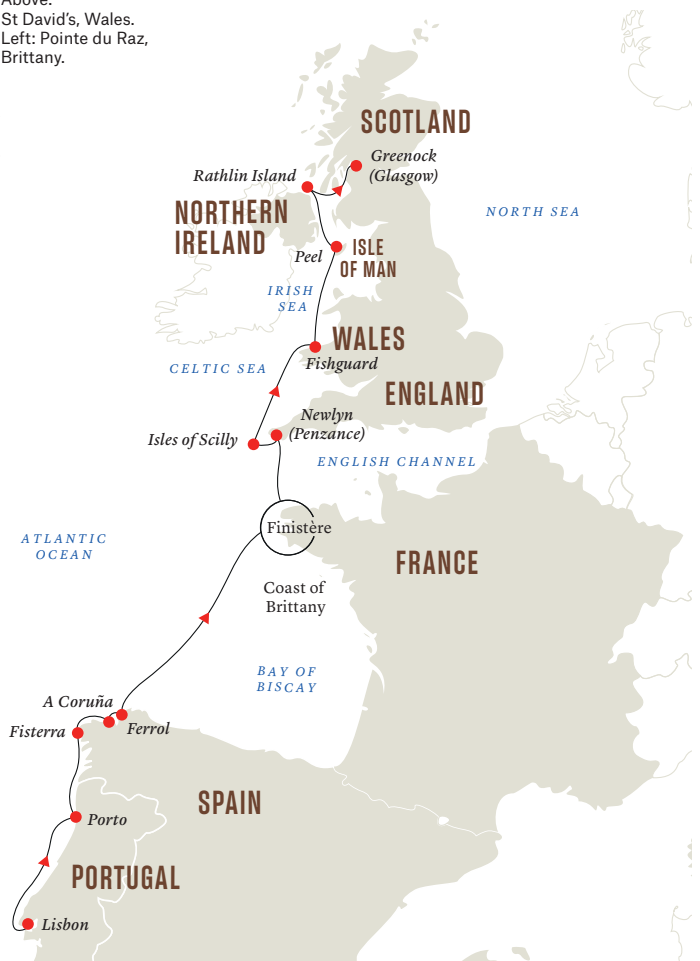 Above:
St David's, Wales.
Left: Pointe du Raz,
Brittany.
SCOTLAND
Greenock
(Glasgow)
Rathlin Island
NORTHERN
IRELAND
NORTH SEA
Peel
ISLE
OF MAN
IRISH
SEA
WALES
Fishguard
CELTIC SEA
ENGLAND
Newlyn
(Penzance)
Isles of Scilly
ENGLISH CHANNEL
Finistère
ATLANTIC
OCEAN
FRANCE
Coast of
Brittany
BAY OF
BISCAY
A Coruña
Ferrol
Fisterra
SPAIN
Porto
PORTUGAL
Lisbon